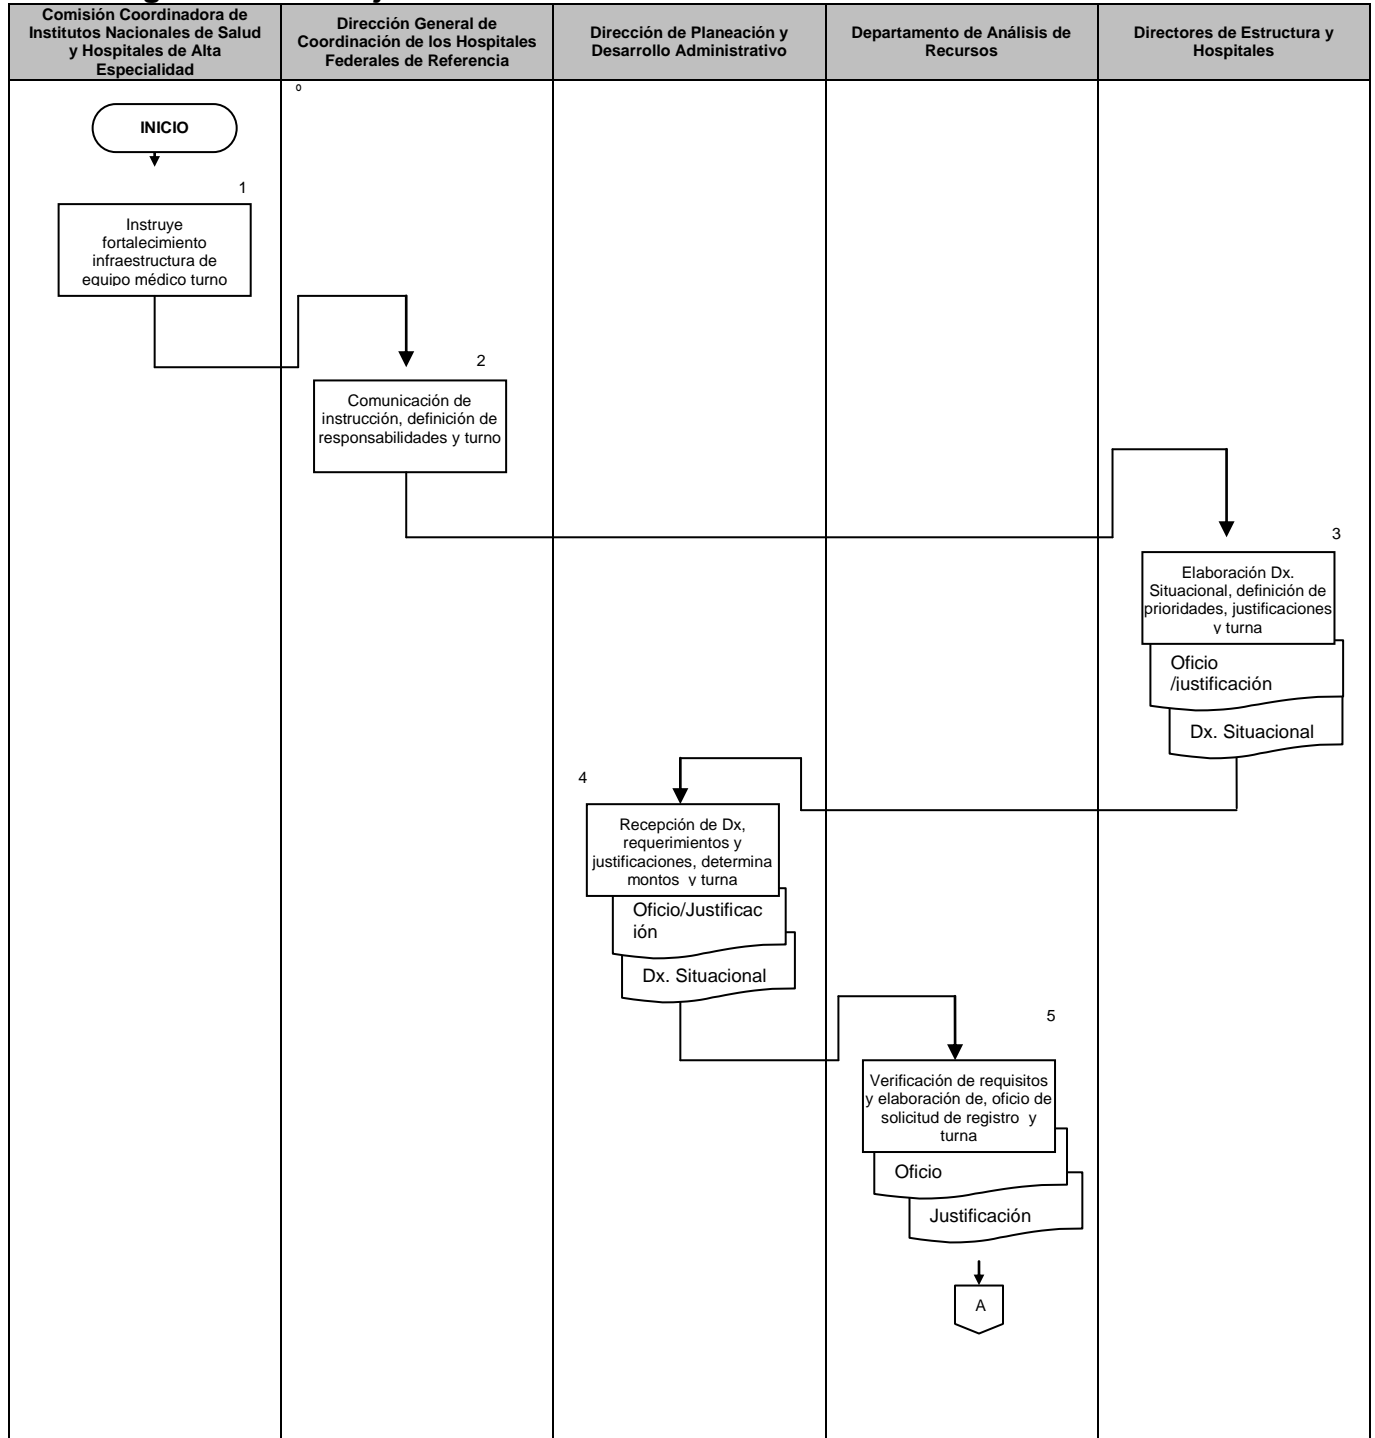 Comisión Coordinadora de
Institutos Nacionales de Salud
y Hospitales de Alta
Especialidad
Dirección General de
Coordinación de los Hospitales
Federales de Referencia
Dirección de Planeación y
Desarrollo Administrativo
Departamento de Análisis de
Recursos
Directores de Estructura y
Hospitales
o
INICIO
1
Instruye
fortalecimiento
infraestructura de
equipo médico turno
2
Comunicación de
instrucción, definición de
responsabilidades y turno
3
Elaboración Dx.
Situacional, definición de
prioridades, justificaciones
y turna
Oficio
/justificación
Dx. Situacional
4
Recepción de Dx,
requerimientos y
justificaciones, determina
montos y turna
Oficio/Justificac
ión
Dx. Situacional
5
Verificación de requisitos
y elaboración de, oficio de
solicitud de registro y
turna
Oficio
Justificación
A